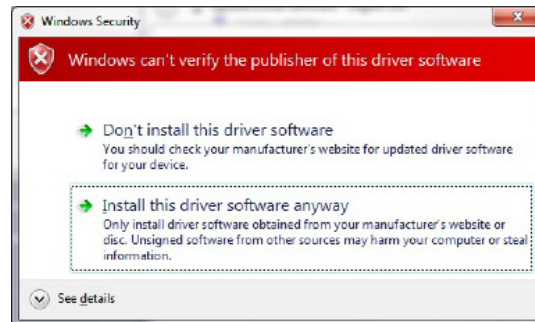 Windows Security
Windows can't verify the publisher of this driver software
Don't install this driver software
You should check your manufacturer's website for updated driver software
for your device.
Install this driver software anyway
Only install driver software obtained from your manufacturer's website or
disc. Unsigned software from other sources may harm your computer or steal
information.
See details